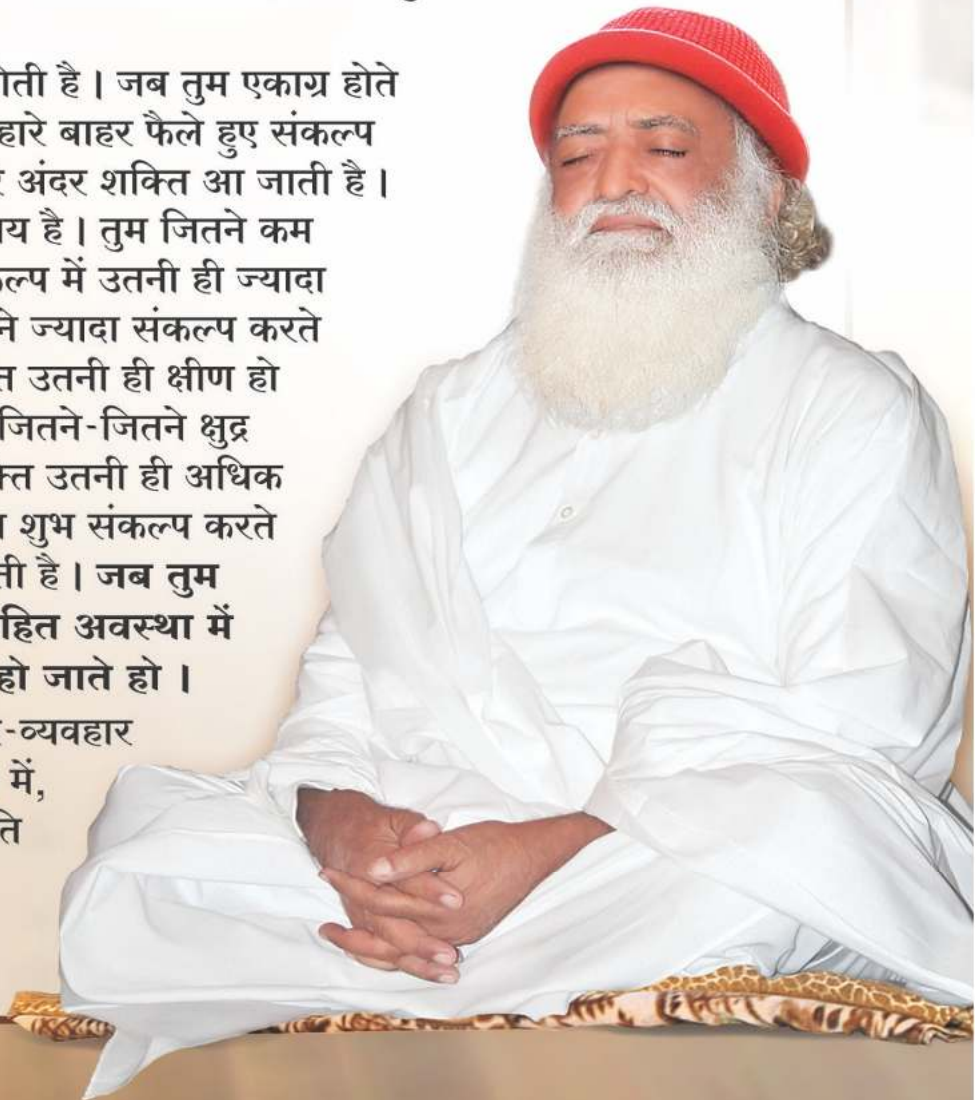 ोती है । जब तुम एकाग्र होते
हारे बाहर फैले हुए संकल्प
अंदर शक्ति आ जाती है ।
है । तुम जितने कम
में उतनी ही ज्यादा
ज्यादा संकल्प करते
उतनी ही क्षीण हो
जितने-जितने क्षुद्र
उतनी ही अधिक
शुभ संकल्प करते
ती है । जब तुम
हित अवस्था में
हो जाते हो ।
-व्यवहार
में,
ति